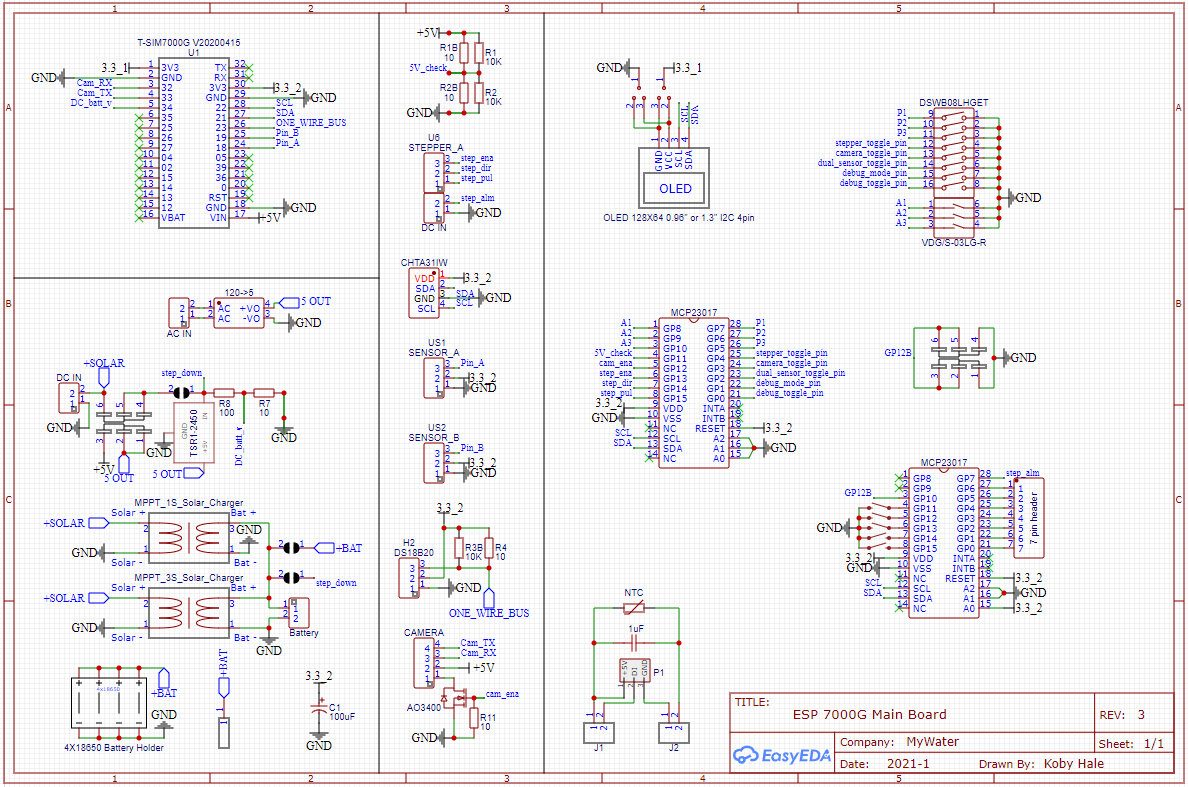 1 2 3 4 5
A
B
C
T-SIM7000G V20200415
U1
3.3_1
GND
Cam_RX
Cam_TX
DC_batt_v
1 3V3
2 GND
3 32
4 33
5 34
6 35
7 25
8 26
9 27
10 04
11 02
12 15
13 14
14 13
15 12
16 VBAT
TX 32
RX 31
3V3 30
GND 29
22 28
21 27
23 26
19 25
18 24
05 23
39 22
36 21
0 20
RST 19
GND 18
VIN 17
3.3_2
GND
SCL
SDA
ONE_WIRE_BUS
Pin_B
Pin_A
GND
+5V
120->5
AC IN
AC
AC
+VO
-VO
5 OUT
GND
+SOLAR
DC IN
GND
+5V
5 OUT
step_down
R8
100
R7
10
GND
TSR1-2450
IN
GND
+5V
GND
DC_batt_v
5 OUT
MPPT_1S_Solar_Charger
Solar +
Bat +
+SOLAR
GND
GND
Solar -
Bat -
+BAT
MPPT_3S_Solar_Charger
step_down
Solar +
Bat +
+SOLAR
GND
Solar -
Bat -
Battery
GND
4x18650
+BAT
GND
4X18650 Battery Holder
+BAT
3.3_2
C1
100uF
GND
+5V
R1B
10
R1
10K
5V_check
R2B
10
R2
10K
GND
U6
STEPPER_A
step_ena
step_dir
step_pul
step_alm
GND
DC IN
CHTA31IW
VDD 1
SDA 2
GND 3
SCL 4
3.3_2
SDA
SCL
GND
US1
SENSOR_A
Pin_A
3.3_2
GND
US2
SENSOR_B
Pin_B
3.3_2
GND
3.3_2
R3B
10K
R4
10
H2
DS18B20
GND
ONE_WIRE_BUS
CAMERA
Cam_TX
Cam_RX
+5V
cam_ena
AO3400
R11
10
GND
GND
3.3_1
SCL
SDA
GND
VCC
SCL
SDA
OLED
OLED 128X64 0.96" or 1.3" I2C 4pin
DSWB08LHGET
P1
P2
P3
stepper_toggle_pin
camera_toggle_pin
dual_sensor_toggle_pin
debug_mode_pin
debug_toggle_pin
A1
A2
A3
GND
VDG/S-03LG-R
MCP23017
A1
A2
A3
5V_check
cam_ena
step_ena
step_dir
step_pul
3.3_2
GND
SCL
SDA
1 GP8
2 GP9
3 GP10
4 GP11
5 GP12
6 GP13
7 GP14
8 GP15
9 VDD
10 VSS
11 NC
12 SCL
13 SDA
14 NC
GP7 28
GP6 27
GP5 26
GP4 25
GP3 24
GP2 23
GP1 22
GP0 21
INTA 20
INTB 19
RESET 18
A2 17
A1 16
A0 15
P1
P2
P3
stepper_toggle_pin
camera_toggle_pin
dual_sensor_toggle_pin
debug_mode_pin
debug_toggle_pin
3.3_2
GND
GP12B
GND
MCP23017
GP12B
GND
3.3_2
GND
SCL
SDA
GP8
GP9
GP10
GP11
GP12
GP13
GP14
GP15
VDD
VSS
NC
SCL
SDA
NC
GP7 28
GP6 27
GP5 26
GP4 25
GP3 24
GP2 23
GP1 22
GP0 21
INTA 20
INTB 19
RESET 18
A2 17
A1 16
A0 15
step_alm
7 pin header
3.3_2
GND
3.3_2
NTC
1uF
+5V
D1
GND
P1
J1
J2
TITLE:
ESP 7000G Main Board
REV: 3
EasyEDA
Company: MyWater
Sheet: 1/1
Date: 2021-1
Drawn By: Koby Hale
1 2 3 4 5